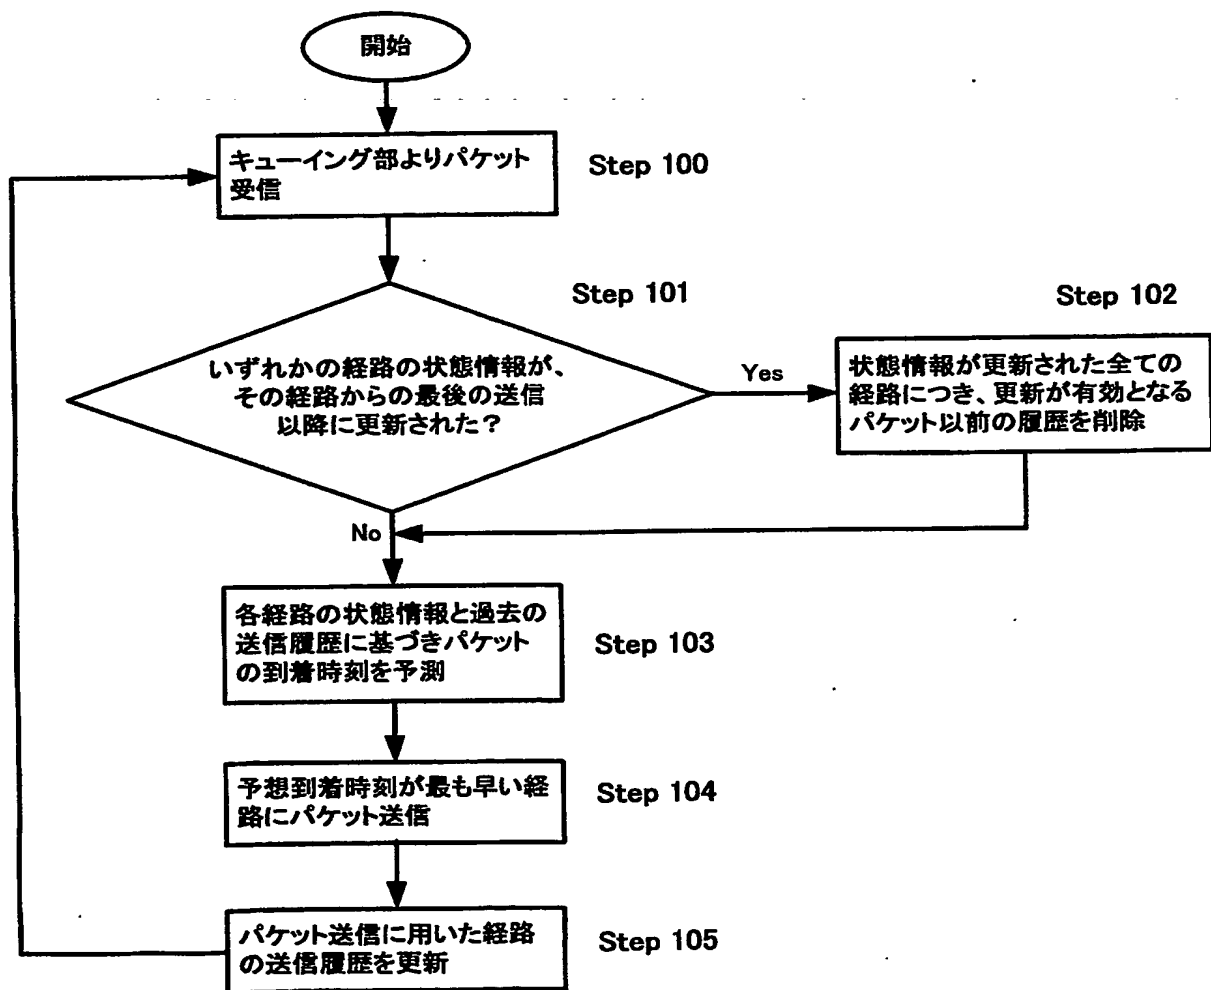 開始
キューイング部よりパケット
受信
Step 100
Step 101
いずれかの経路の状態情報が、
その経路からの最後の送信
以降に更新された?
Yes
No
Step 102
状態情報が更新された全ての
経路につき、更新が有効となる
パケット以前の履歴を削除
各経路の状態情報と過去の
送信履歴に基づきパケット
の到着時刻を予測
Step 103
予想到着時刻が最も早い経
路にパケット送信
Step 104
パケット送信に用いた経路
の送信履歴を更新
Step 105